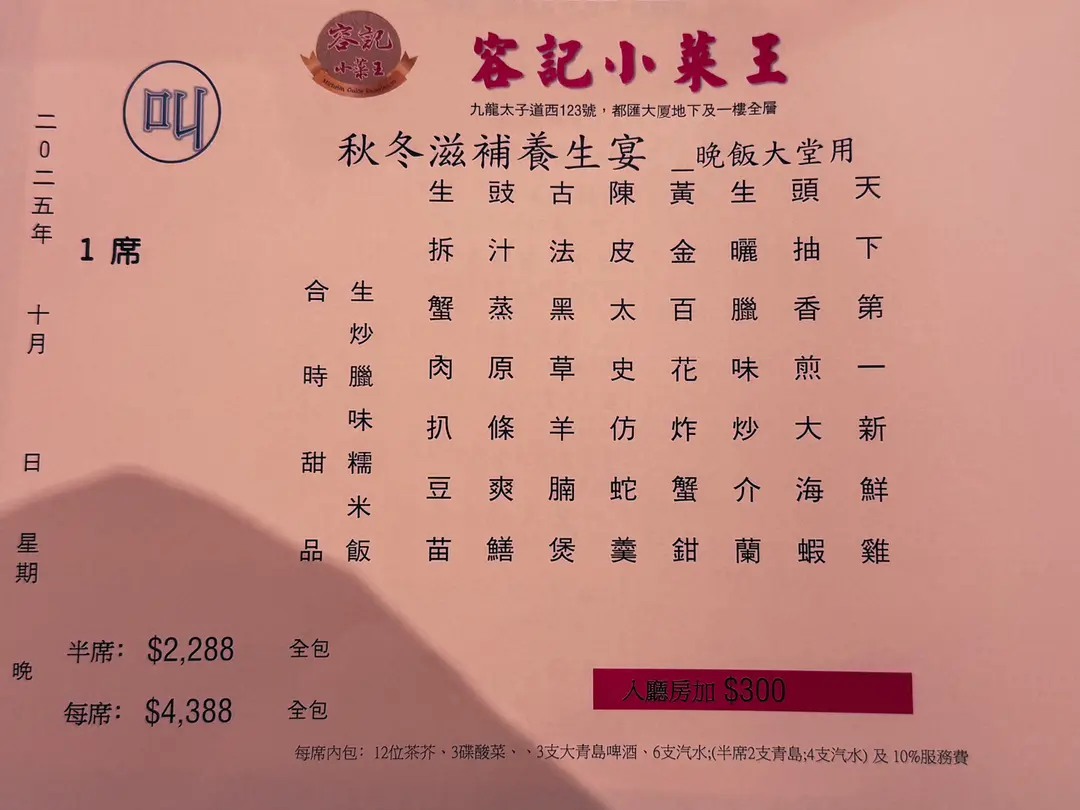 容記
小菜王
容記小菜王
九龍太子道西123號，都匯大廈地下及一樓全層
叫
秋冬滋補養生宴 _晚飯大堂用
天下第一新鮮雞
頭抽香煎大海蝦
生曬臘味炒介蘭
黃金百花炸蟹鉗
陳皮太史仿蛇羹
古法黑草羊腩煲
豉汁蒸原條爽鱔
生拆蟹肉扒豆苗
生炒臘味糯米飯
合時甜品
1 席
二0二五年 十月 日 星期 晚
半席： $2,288 全包
每席： $4,388 全包
入廳房加 $300
每席內包：12位茶芥、3碟酸菜、、3支大青島啤酒、6支汽水;(半席2支青島;4支汽水) 及 10%服務費